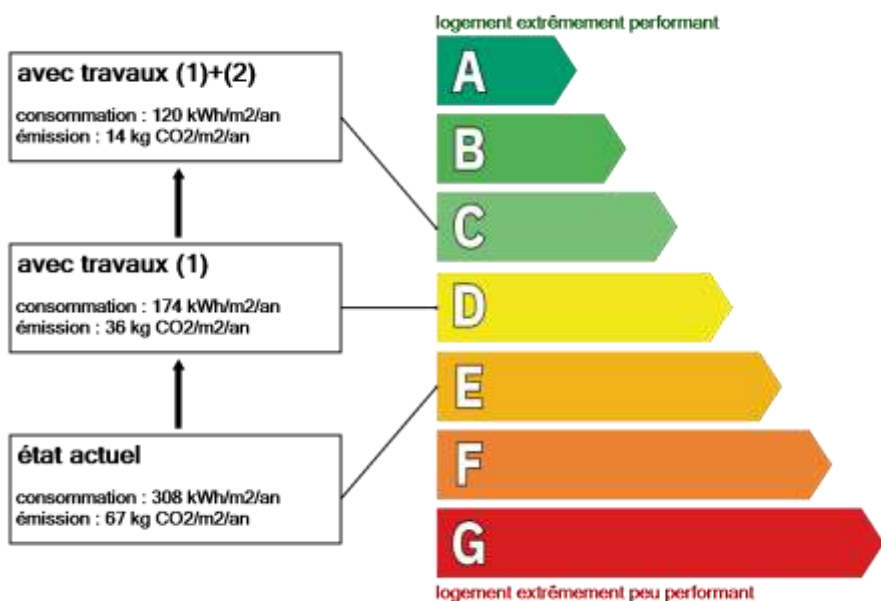 logement extrêmement performant
avec travaux (1)+(2)
consommation : 120 kWh/m2/an
émission : 14 kg CO2/m2/an
avec travaux (1)
consommation : 174 kWh/m2/an
émission : 36 kg CO2/m2/an
état actuel
consommation : 308 kWh/m2/an
émission : 67 kg CO2/m2/an
A
B
C
D
E
F
G
logement extrêmement peu performant